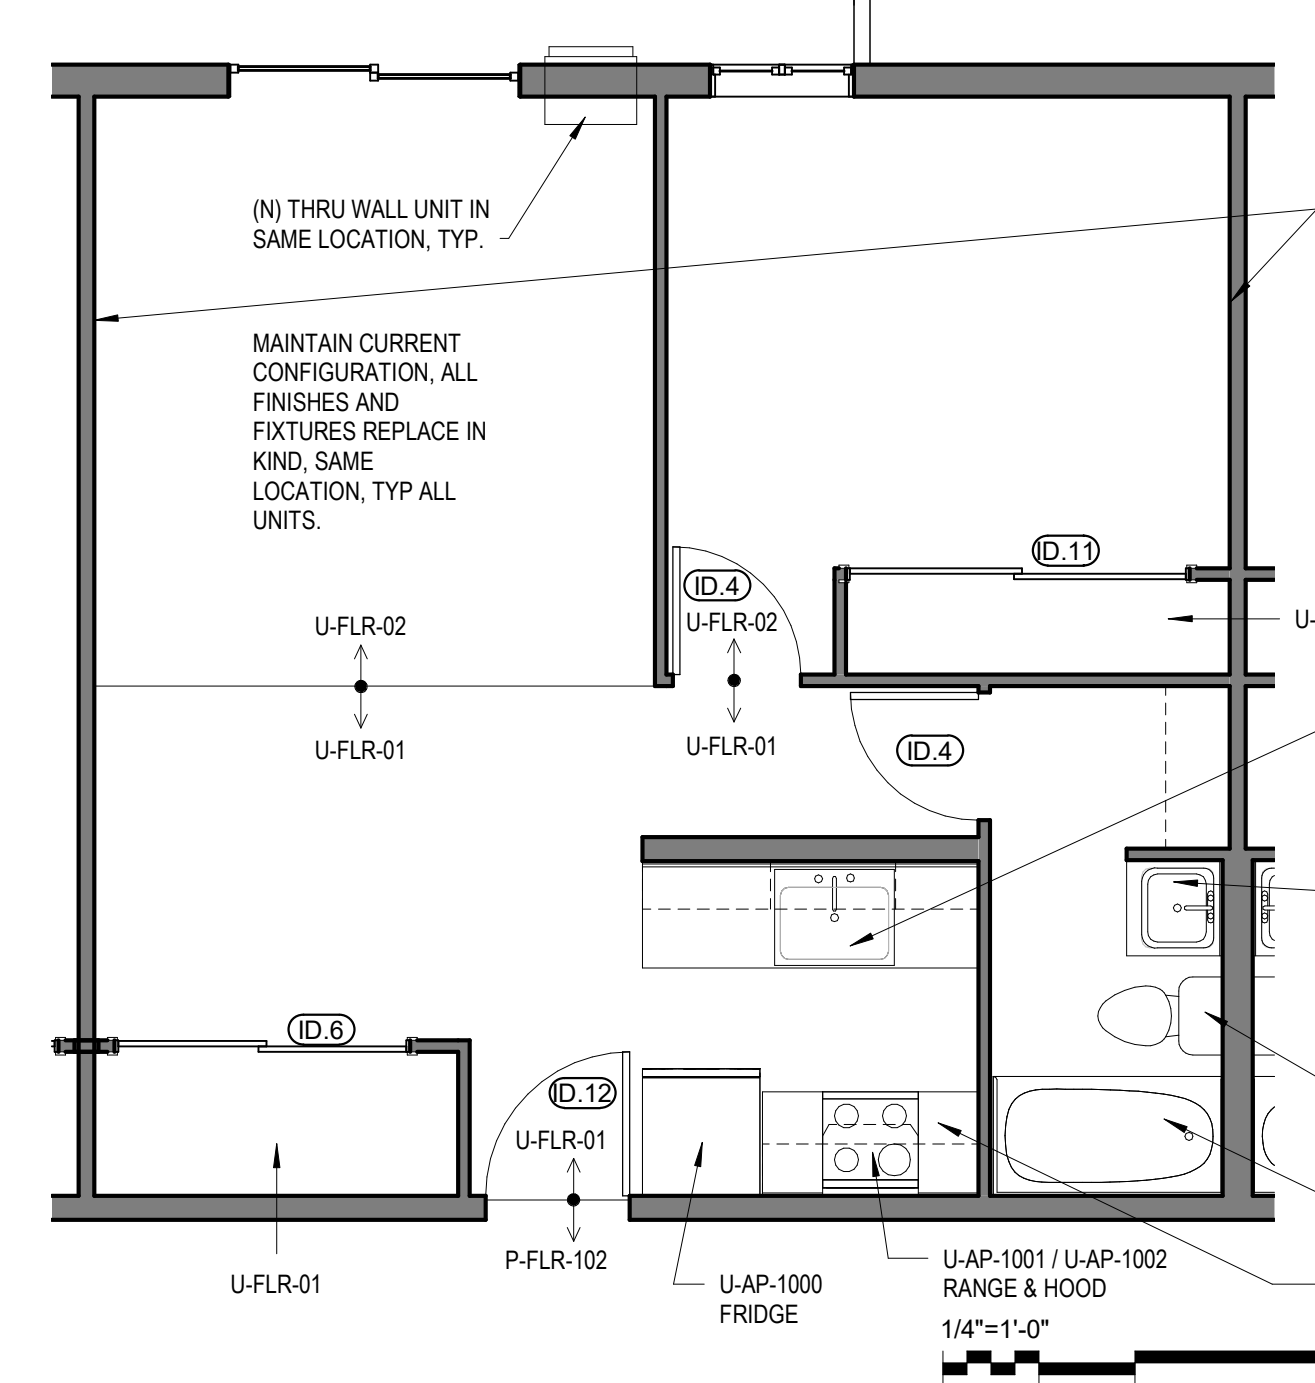 (N) THRU WALL UNIT IN
SAME LOCATION, TYP.
MAINTAIN CURRENT
CONFIGURATION, ALL
FINISHES AND
FIXTURES REPLACE IN
KIND, SAME
LOCATION, TYP ALL
UNITS.
ID.11
ID.4
U-FLR-02
U-FLR-02
U-
U-FLR-01
U-FLR-01
ID.4
ID.6
ID.12
U-FLR-01
P-FLR-102
U-FLR-01
U-AP-1000
FRIDGE
U-AP-1001 / U-AP-1002
RANGE & HOOD
1/4"=1'-0"